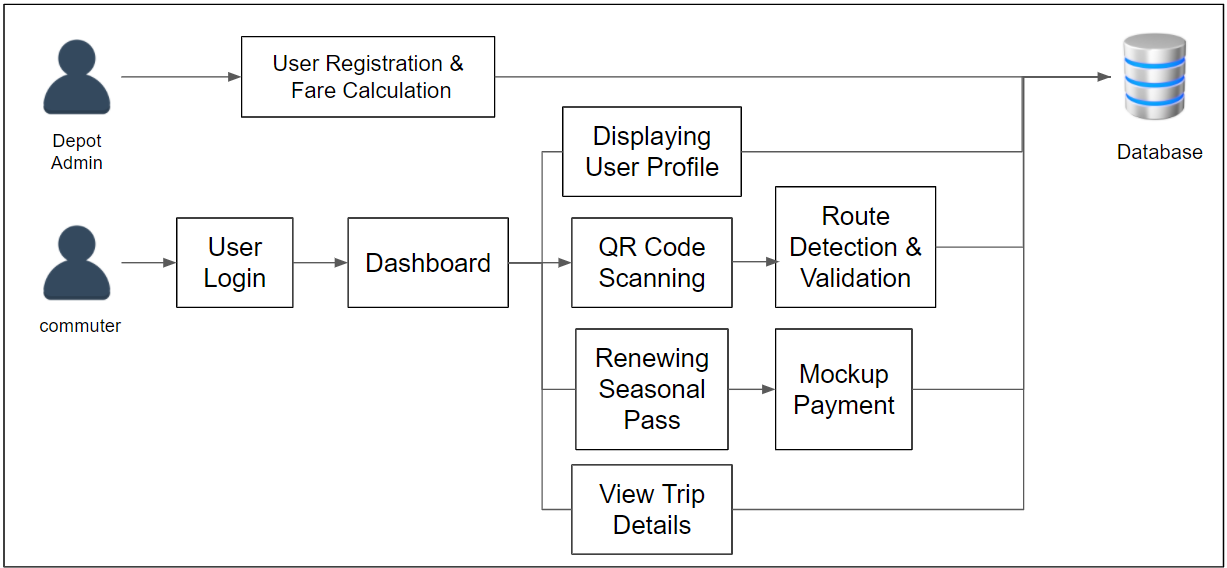 User Registration &
Fare Calculation
Depot
Admin
Database
Displaying
User Profile
commuter
User
Login
Dashboard
QR Code
Scanning
Route
Detection &
Validation
Renewing
Seasonal
Pass
Mockup
Payment
View Trip
Details